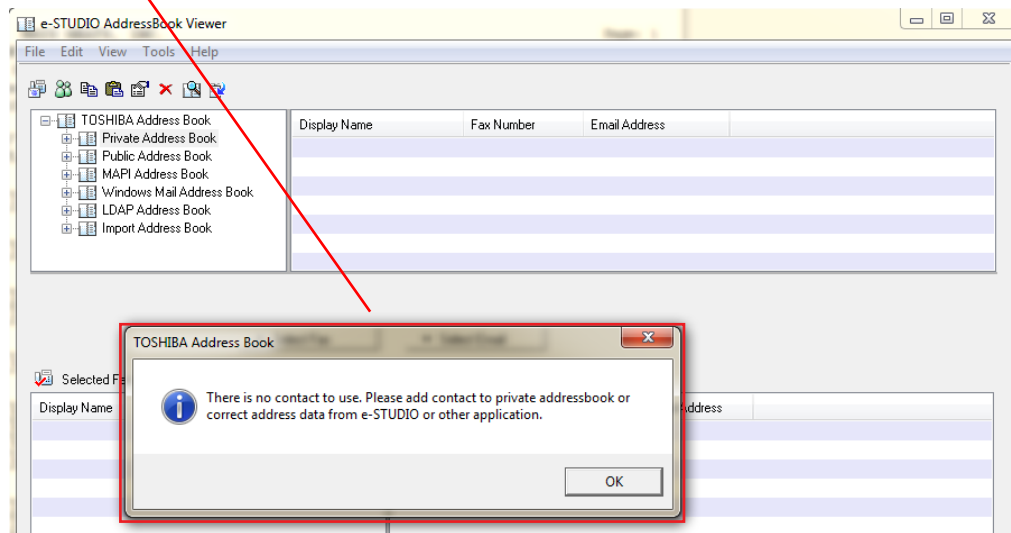 e-STUDIO AddressBook Viewer
File Edit View Tools Help
TOSHIBA Address Book
Private Address Book
Public Address Book
MAPI Address Book
Windows Mail Address Book
LDAP Address Book
Import Address Book
Display Name Fax Number Email Address
TOSHIBA Address Book
There is no contact to use. Please add contact to private addressbook or
correct address data from e-STUDIO or other application.
OK
Selected
Display Name
Address